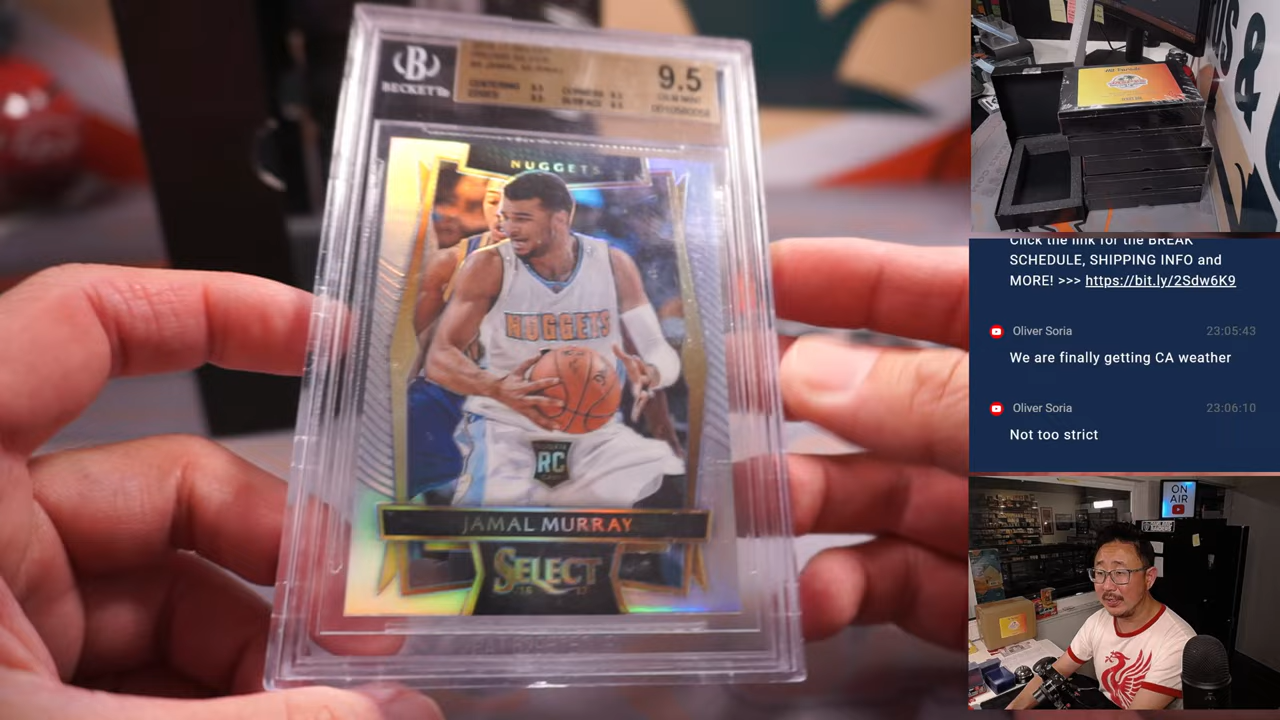 BECKETT
9.5
GEM MINT
CENTERING 9.5 CORNERS 9.5
EDGES 9.5 SURFACE 9.5
NUGGETS
NUGGETS
RC
JAMAL MURRAY
SELECT
16 17
US &
Click the link for the BREAK
SCHEDULE, SHIPPING INFO and
MORE! >>> https://bit.ly/2Sdw6K9
Oliver Soria 23:05:43
We are finally getting CA weather
Oliver Soria 23:06:10
Not too strict
ON
AIR